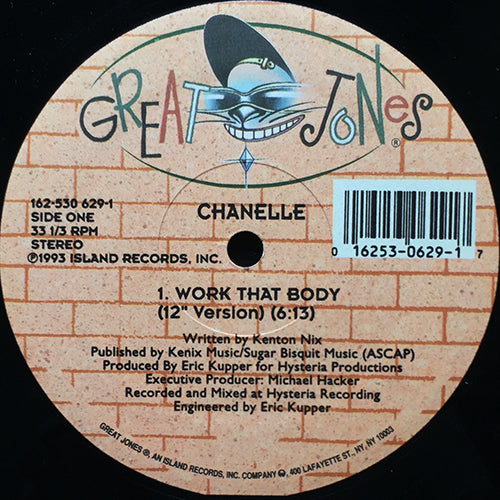 GREAT JONES ®
CHANELLE
162-530 629-1
SIDE ONE
33 1/3 RPM
STEREO
℗1993 ISLAND RECORDS, INC.
0 16253-0629-1 7
1. WORK THAT BODY
(12" Version) (6:13)
Written by Kenton Nix
Published by Kenix Music/Sugar Bisquit Music (ASCAP)
Produced By Eric Kupper for Hysteria Productions
Executive Producer: Michael Hacker
Recorded and Mixed at Hysteria Recording
Engineered by Eric Kupper
GREAT JONES ®, AN ISLAND RECORDS, INC. COMPANY, 400 LAFAYETTE ST., NY, NY 10003